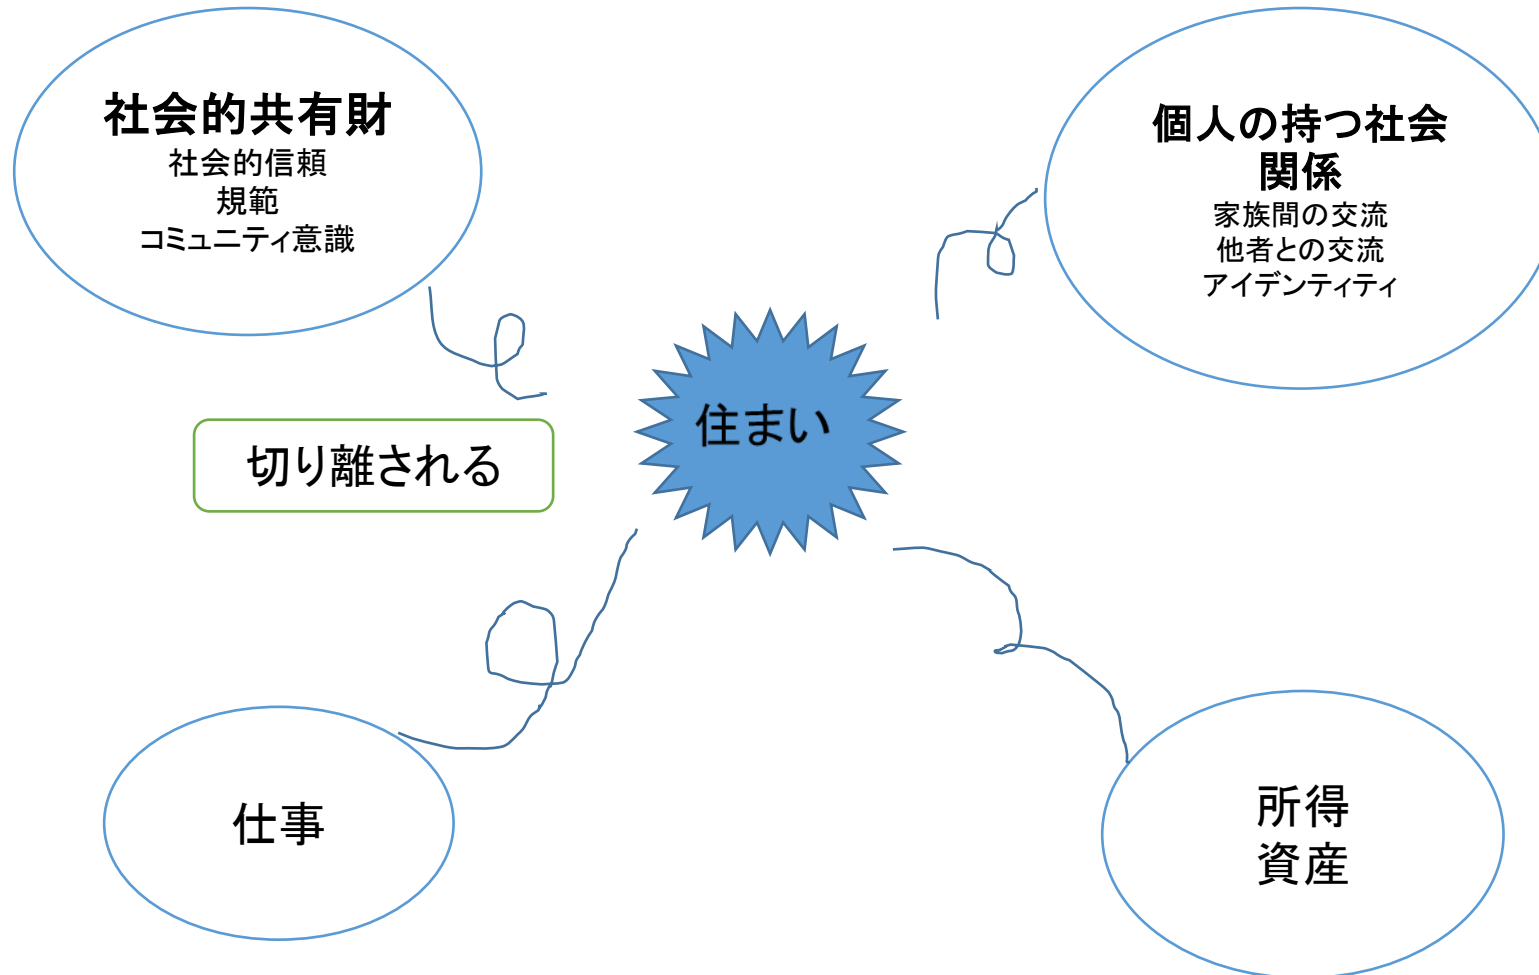 社会的共有財
社会的信頼
規範
コミュニティ意識
個人の持つ社会
関係
家族間の交流
他者との交流
アイデンティティ
住まい
切り離される
仕事
所得
資産